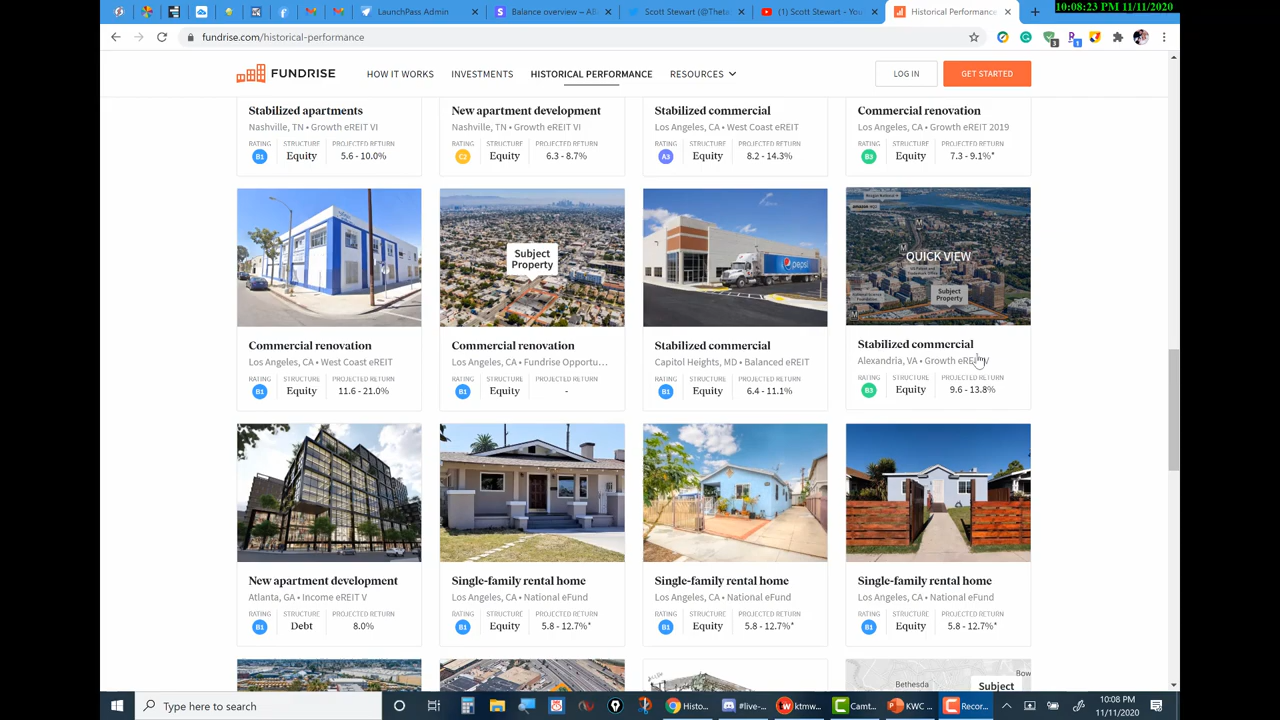 10:08:23 PM 11/11/2020
LaunchPass Admin
Balance overview – Alt
Scott Stewart (@Theta
(1) Scott Stewart - You
Historical Performance
fundrise.com/historical-performance
FUNDRISE
HOW IT WORKS
INVESTMENTS
HISTORICAL PERFORMANCE
RESOURCES
LOG IN
GET STARTED
Stabilized apartments
Nashville, TN • Growth eREIT VI
RATING STRUCTURE PROJECTED RETURN
B1 Equity 5.6 - 10.0%
New apartment development
Nashville, TN • Growth eREIT VI
RATING STRUCTURE PROJECTED RETURN
C2 Equity 6.3 - 8.7%
Stabilized commercial
Los Angeles, CA • West Coast eREIT
RATING STRUCTURE PROJECTED RETURN
A3 Equity 8.2 - 14.3%
Commercial renovation
Los Angeles, CA • Growth eREIT 2019
RATING STRUCTURE PROJECTED RETURN
B3 Equity 7.3 - 9.1%*
Commercial renovation
Los Angeles, CA • West Coast eREIT
RATING STRUCTURE PROJECTED RETURN
B1 Equity 11.6 - 21.0%
Subject
Property
Commercial renovation
Los Angeles, CA • Fundrise Opportu...
RATING STRUCTURE PROJECTED RETURN
B1 Equity -
pepsi
Stabilized commercial
Capitol Heights, MD • Balanced eREIT
RATING STRUCTURE PROJECTED RETURN
B1 Equity 6.4 - 11.1%
QUICK VIEW
Subject
Property
Stabilized commercial
Alexandria, VA • Growth eREIT
RATING STRUCTURE PROJECTED RETURN
B3 Equity 9.6 - 13.8%
New apartment development
Atlanta, GA • Income eREIT V
RATING STRUCTURE PROJECTED RETURN
B1 Debt 8.0%
Single-family rental home
Los Angeles, CA • National eFund
RATING STRUCTURE PROJECTED RETURN
B1 Equity 5.8 - 12.7%*
Single-family rental home
Los Angeles, CA • National eFund
RATING STRUCTURE PROJECTED RETURN
B1 Equity 5.8 - 12.7%*
Single-family rental home
Los Angeles, CA • National eFund
RATING STRUCTURE PROJECTED RETURN
B1 Equity 5.8 - 12.7%*
Bethesda
Subject
Type here to search
Histo...
#live-...
ktmw...
Camt...
KWC ...
Recor...
10:08 PM
11/11/2020